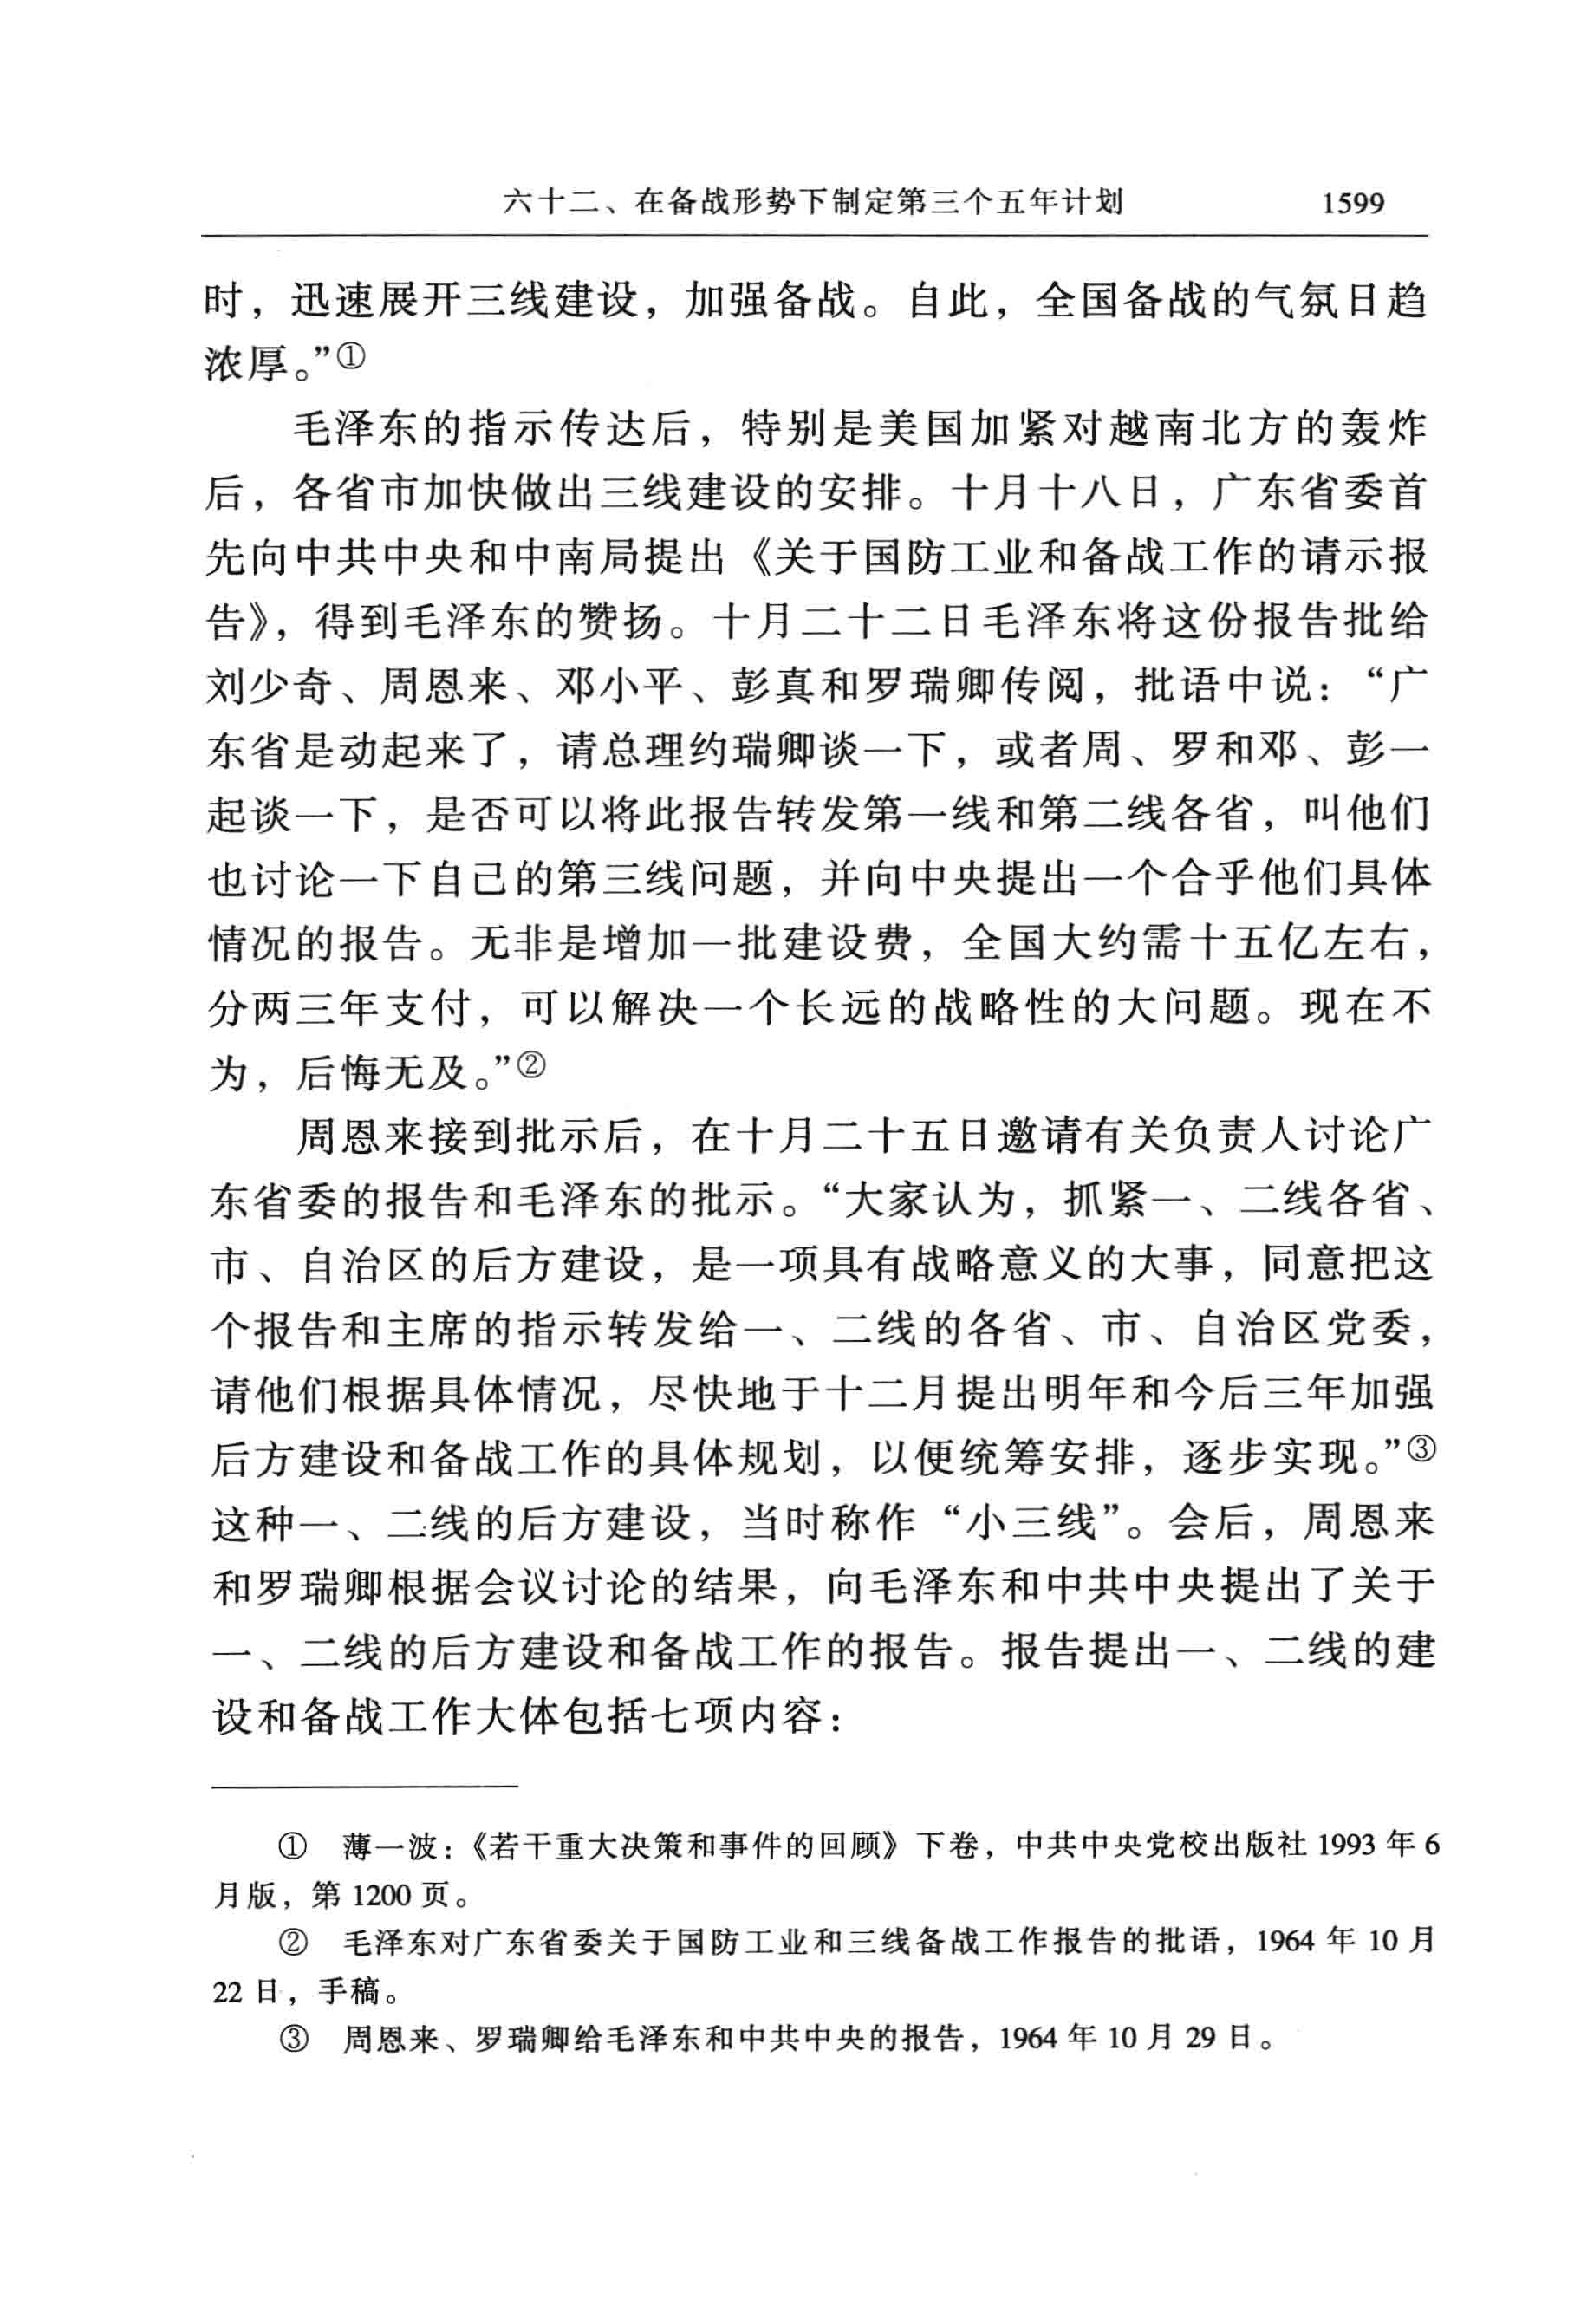 六十二、在备战形势下制定第三个五年计划 1599
时，迅速展开三线建设，加强备战。自此，全国备战的气氛日趋
浓厚。”①
毛泽东的指示传达后，特别是美国加紧对越南北方的轰炸
后，各省市加快做出三线建设的安排。十月十八日，广东省委首
先向中共中央和中南局提出《关于国防工业和备战工作的请示报
告》，得到毛泽东的赞扬。十月二十二日毛泽东将这份报告批给
刘少奇、周恩来、邓小平、彭真和罗瑞卿传阅，批语中说：“广
东省是动起来了，请总理约瑞卿谈一下，或者周、罗和邓、彭一
起谈一下，是否可以将此报告转发第一线和第二线各省，叫他们
也讨论一下自己的第三线问题，并向中央提出一个合乎他们具体
情况的报告。无非是增加一批建设费，全国大约需十五亿左右，
分两三年支付，可以解决一个长远的战略性的大问题。现在不
为，后悔无及。”②
周恩来接到批示后，在十月二十五日邀请有关负责人讨论广
东省委的报告和毛泽东的批示。“大家认为，抓紧一、二线各省、
市、自治区的后方建设，是一项具有战略意义的大事，同意把这
个报告和主席的指示转发给一、二线的各省、市、自治区党委，
请他们根据具体情况，尽快地于十二月提出明年和今后三年加强
后方建设和备战工作的具体规划，以便统筹安排，逐步实现。”③
这种一、二线的后方建设，当时称作“小三线”。会后，周恩来
和罗瑞卿根据会议讨论的结果，向毛泽东和中共中央提出了关于
一、二线的后方建设和备战工作的报告。报告提出一、二线的建
设和备战工作大体包括七项内容：
① 薄一波：《若干重大决策和事件的回顾》下卷，中共中央党校出版社 1993 年 6
月版，第 1200 页。
② 毛泽东对广东省委关于国防工业和三线备战工作报告的批语，1964 年 10 月
22 日，手稿。
③ 周恩来、罗瑞卿给毛泽东和中共中央的报告，1964 年 10 月 29 日。